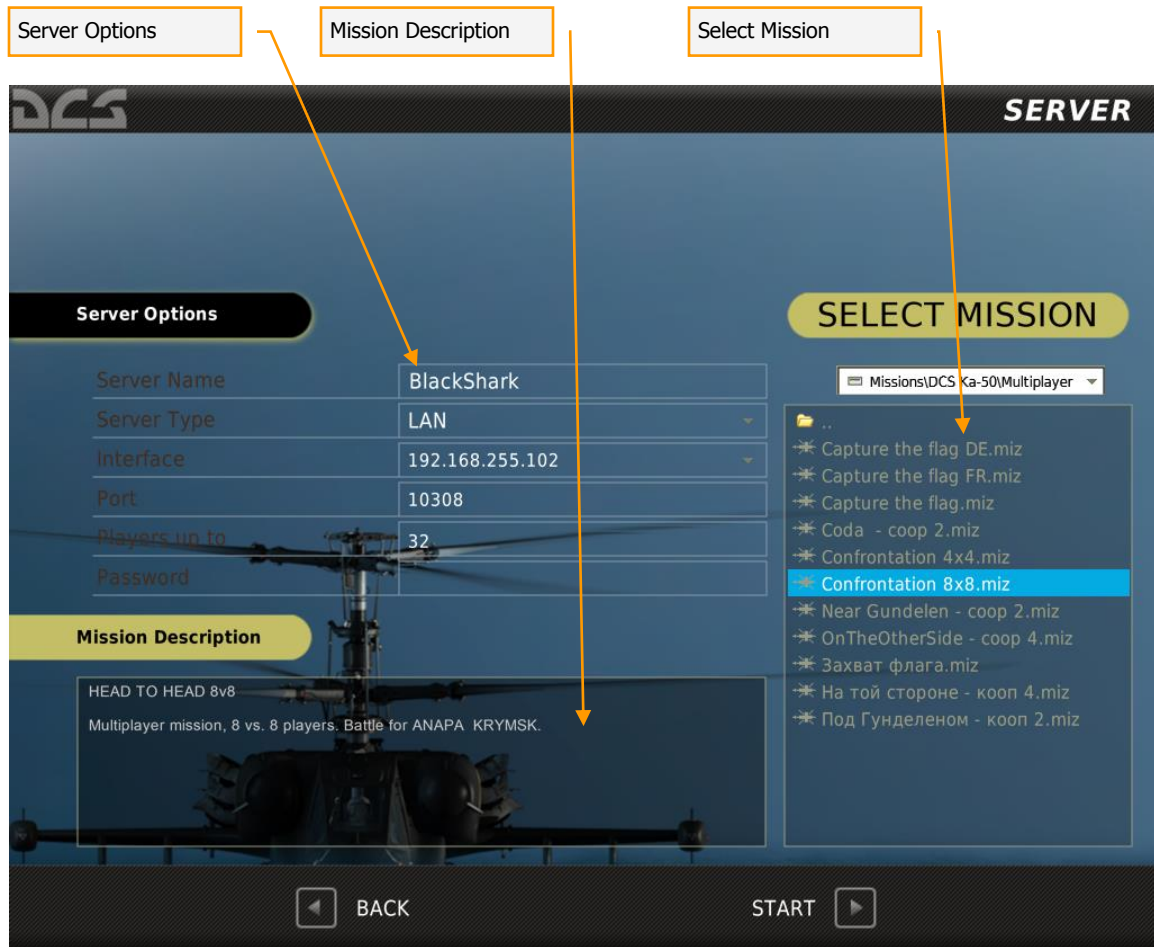 Server Options
Mission Description
Select Mission
DCS
SERVER
Server Options
Server Name BlackShark
Server Type LAN
Interface 192.168.255.102
Port 10308
Players up to 32
Password
Mission Description
HEAD TO HEAD 8v8
Multiplayer mission, 8 vs. 8 players. Battle for ANAPA KRYMSK.
SELECT MISSION
Missions\DCS Ka-50\Multiplayer
..
Capture the flag DE.miz
Capture the flag FR.miz
Capture the flag.miz
Coda - coop 2.miz
Confrontation 4x4.miz
Confrontation 8x8.miz
Near Gundelen - coop 2.miz
OnTheOtherSide - coop 4.miz
Захват флага.miz
На той стороне - кооп 4.miz
Под Гунделеном - кооп 2.miz
BACK
START